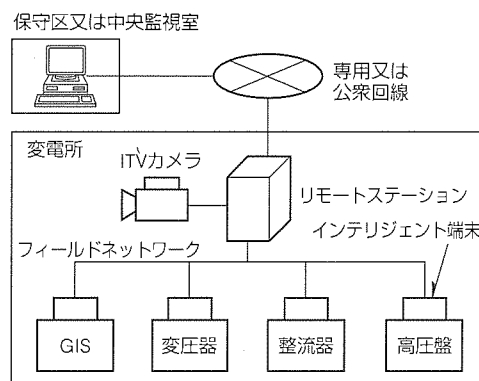 保守区又は中央監視室
専用又は
公衆回線
変電所
ITVカメラ
リモートステーション
インテリジェント端末
フィールドネットワーク
GIS
変圧器
整流器
高圧盤